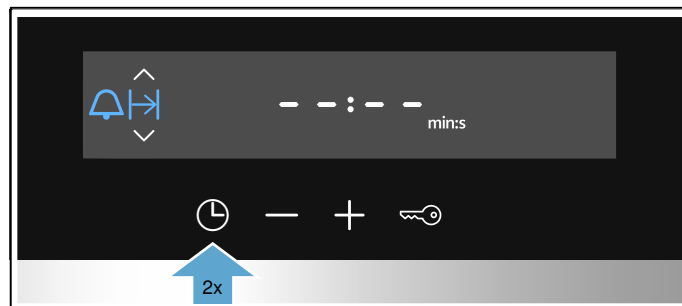 – – : – –
min:s
2x